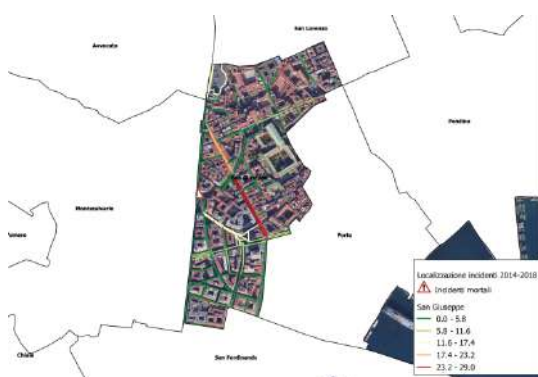 San Lorenzo
Avvocata
Pendino
Montecalvario
Porto
Chiaia
San Ferdinando
Localizzazione incidenti 2014-2018
Incidenti mortali
San Giuseppe
0.0 - 5.8
5.8 - 11.6
11.6 - 17.4
17.4 - 23.2
23.2 - 29.0